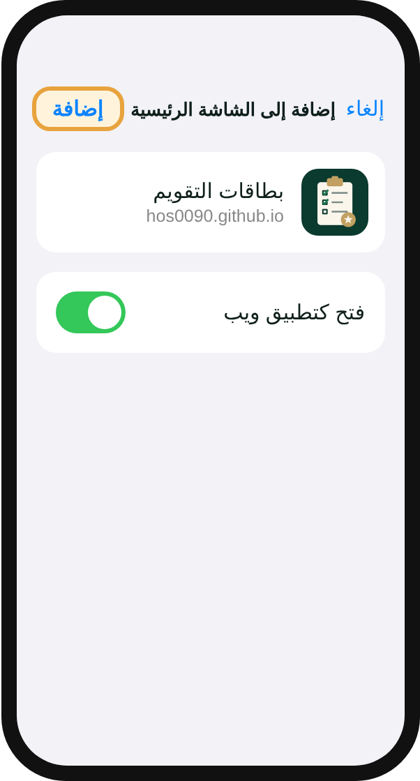 إلغاء
إضافة إلى الشاشة الرئيسية
إضافة
بطاقات التقويم
hos0090.github.io
فتح كتطبيق ويب